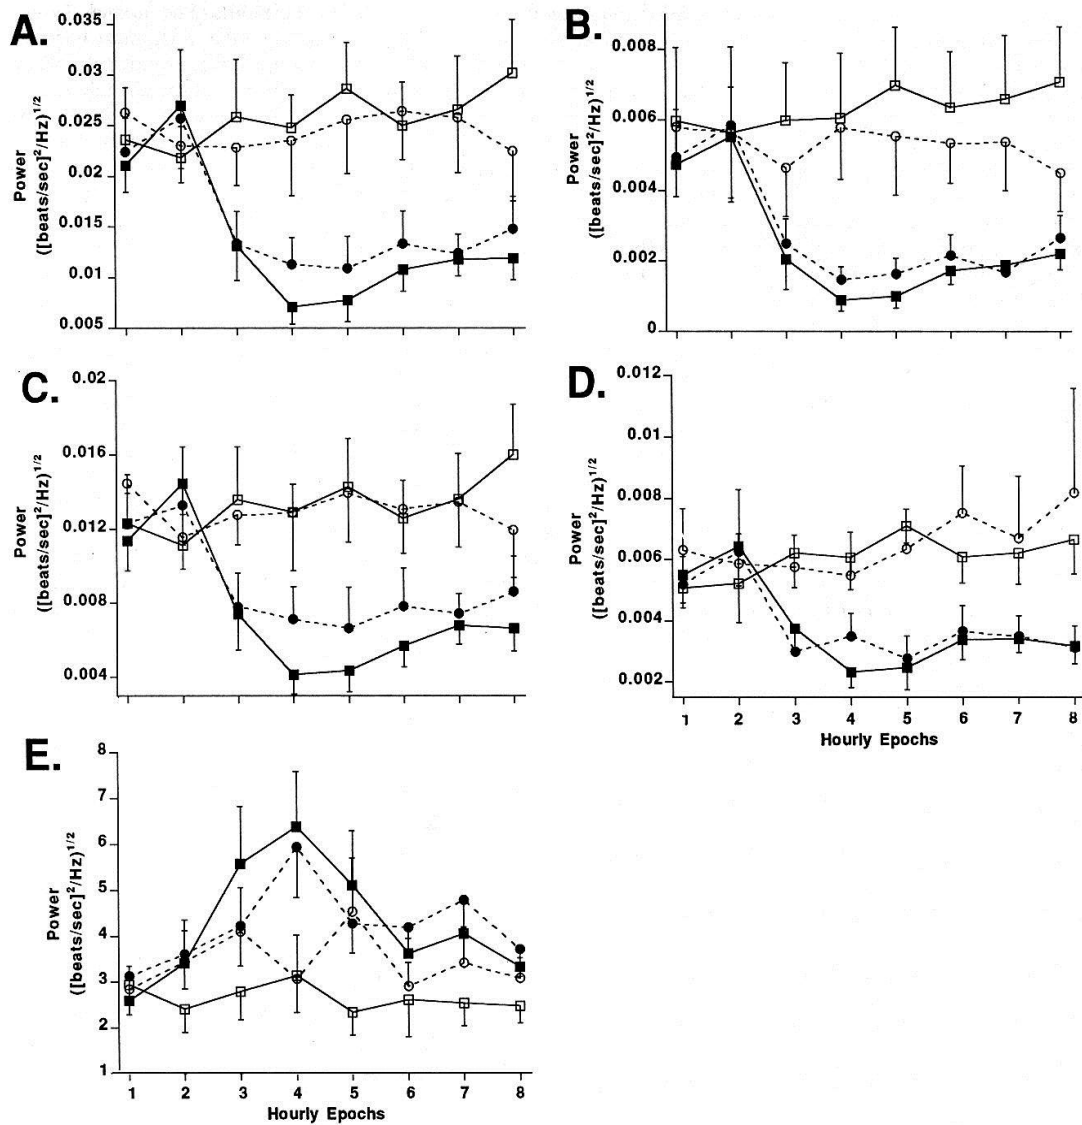 A.
0.035
0.03
0.025
0.02
0.015
0.01
0.005
Power
([beats/sec]²/Hz)^1/2
B.
0.008
0.006
0.004
0.002
0
Power
([beats/sec]²/Hz)^1/2
C.
0.02
0.016
0.012
0.008
0.004
Power
([beats/sec]²/Hz)^1/2
D.
0.012
0.01
0.008
0.006
0.004
0.002
Power
([beats/sec]²/Hz)^1/2
1 2 3 4 5 6 7 8
Hourly Epochs
E.
8
7
6
5
4
3
2
1
Power
([beats/sec]²/Hz)^1/2
1 2 3 4 5 6 7 8
Hourly Epochs